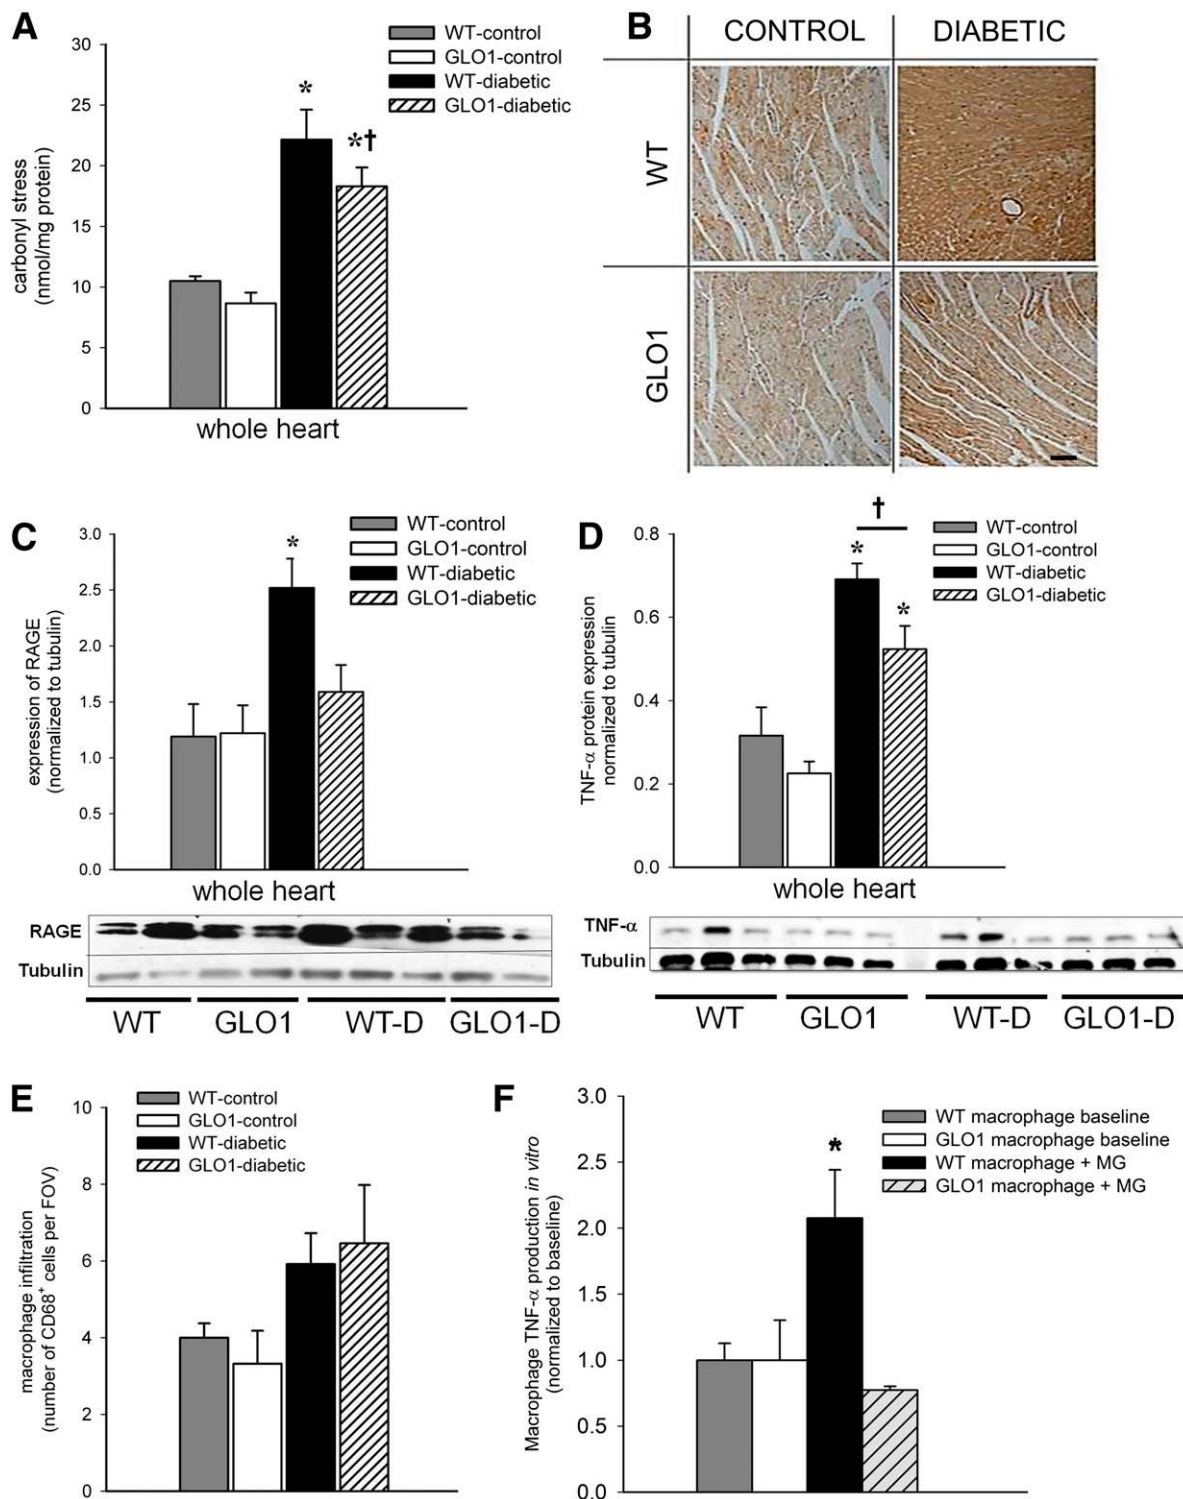 A
WT-control
GLO1-control
WT-diabetic
GLO1-diabetic
carbonyl stress
(nmol/mg protein)
30
25
20
15
10
5
0
*
*†
whole heart
B
CONTROL
DIABETIC
WT
GLO1
C
WT-control
GLO1-control
WT-diabetic
GLO1-diabetic
expression of RAGE
(normalized to tubulin)
3.0
2.5
2.0
1.5
1.0
0.5
0.0
*
whole heart
RAGE
Tubulin
WT
GLO1
WT-D
GLO1-D
D
WT-control
GLO1-control
WT-diabetic
GLO1-diabetic
TNF-α protein expression
normalized to tubulin
0.8
0.6
0.4
0.2
0.0
†
*
*
whole heart
TNF-α
Tubulin
WT
GLO1
WT-D
GLO1-D
E
WT-control
GLO1-control
WT-diabetic
GLO1-diabetic
macrophage infiltration
(number of CD68⁺ cells per FOV)
10
8
6
4
2
0
F
WT macrophage baseline
GLO1 macrophage baseline
WT macrophage + MG
GLO1 macrophage + MG
Macrophage TNF-α production in vitro
(normalized to baseline)
3.0
2.5
2.0
1.5
1.0
0.5
0.0
*